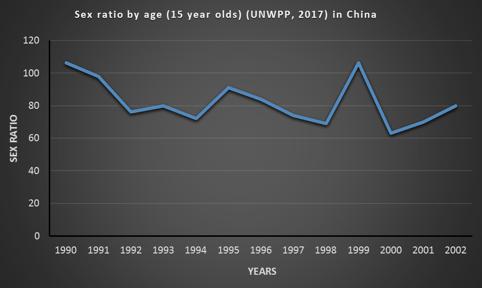 Sex ratio by age (15 year olds) (UNWPP, 2017) in China
120
100
80
60
40
20
0
SEX RATIO
1990 1991 1992 1993 1994 1995 1996 1997 1998 1999 2000 2001 2002
YEARS